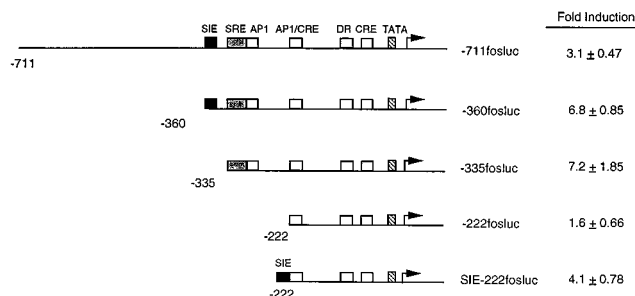 Fold Induction
SIE SRE AP1 AP1/CRE DR CRE TATA
-711 -711fosluc 3.1 ± 0.47
-360 -360fosluc 6.8 ± 0.85
-335 -335fosluc 7.2 ± 1.85
-222 -222fosluc 1.6 ± 0.66
SIE
-222 SIE-222fosluc 4.1 ± 0.78